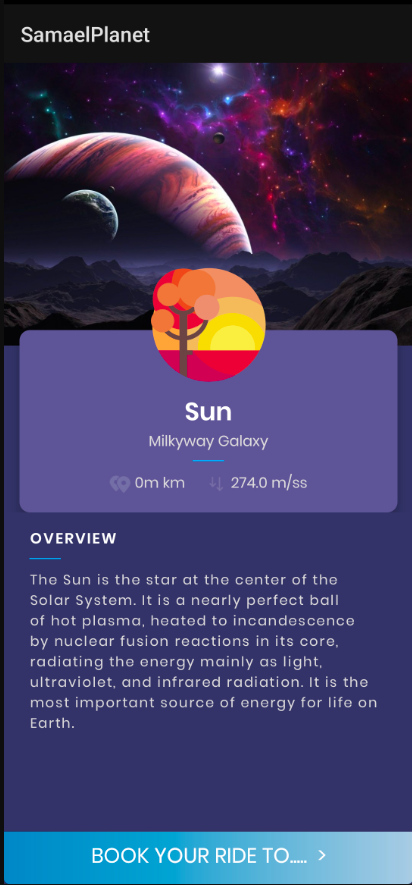 SamaelPlanet
Sun
Milkyway Galaxy
0m km 274.0 m/ss
OVERVIEW
The Sun is the star at the center of the
Solar System. It is a nearly perfect ball
of hot plasma, heated to incandescence
by nuclear fusion reactions in its core,
radiating the energy mainly as light,
ultraviolet, and infrared radiation. It is the
most important source of energy for life on
Earth.
BOOK YOUR RIDE TO..... >